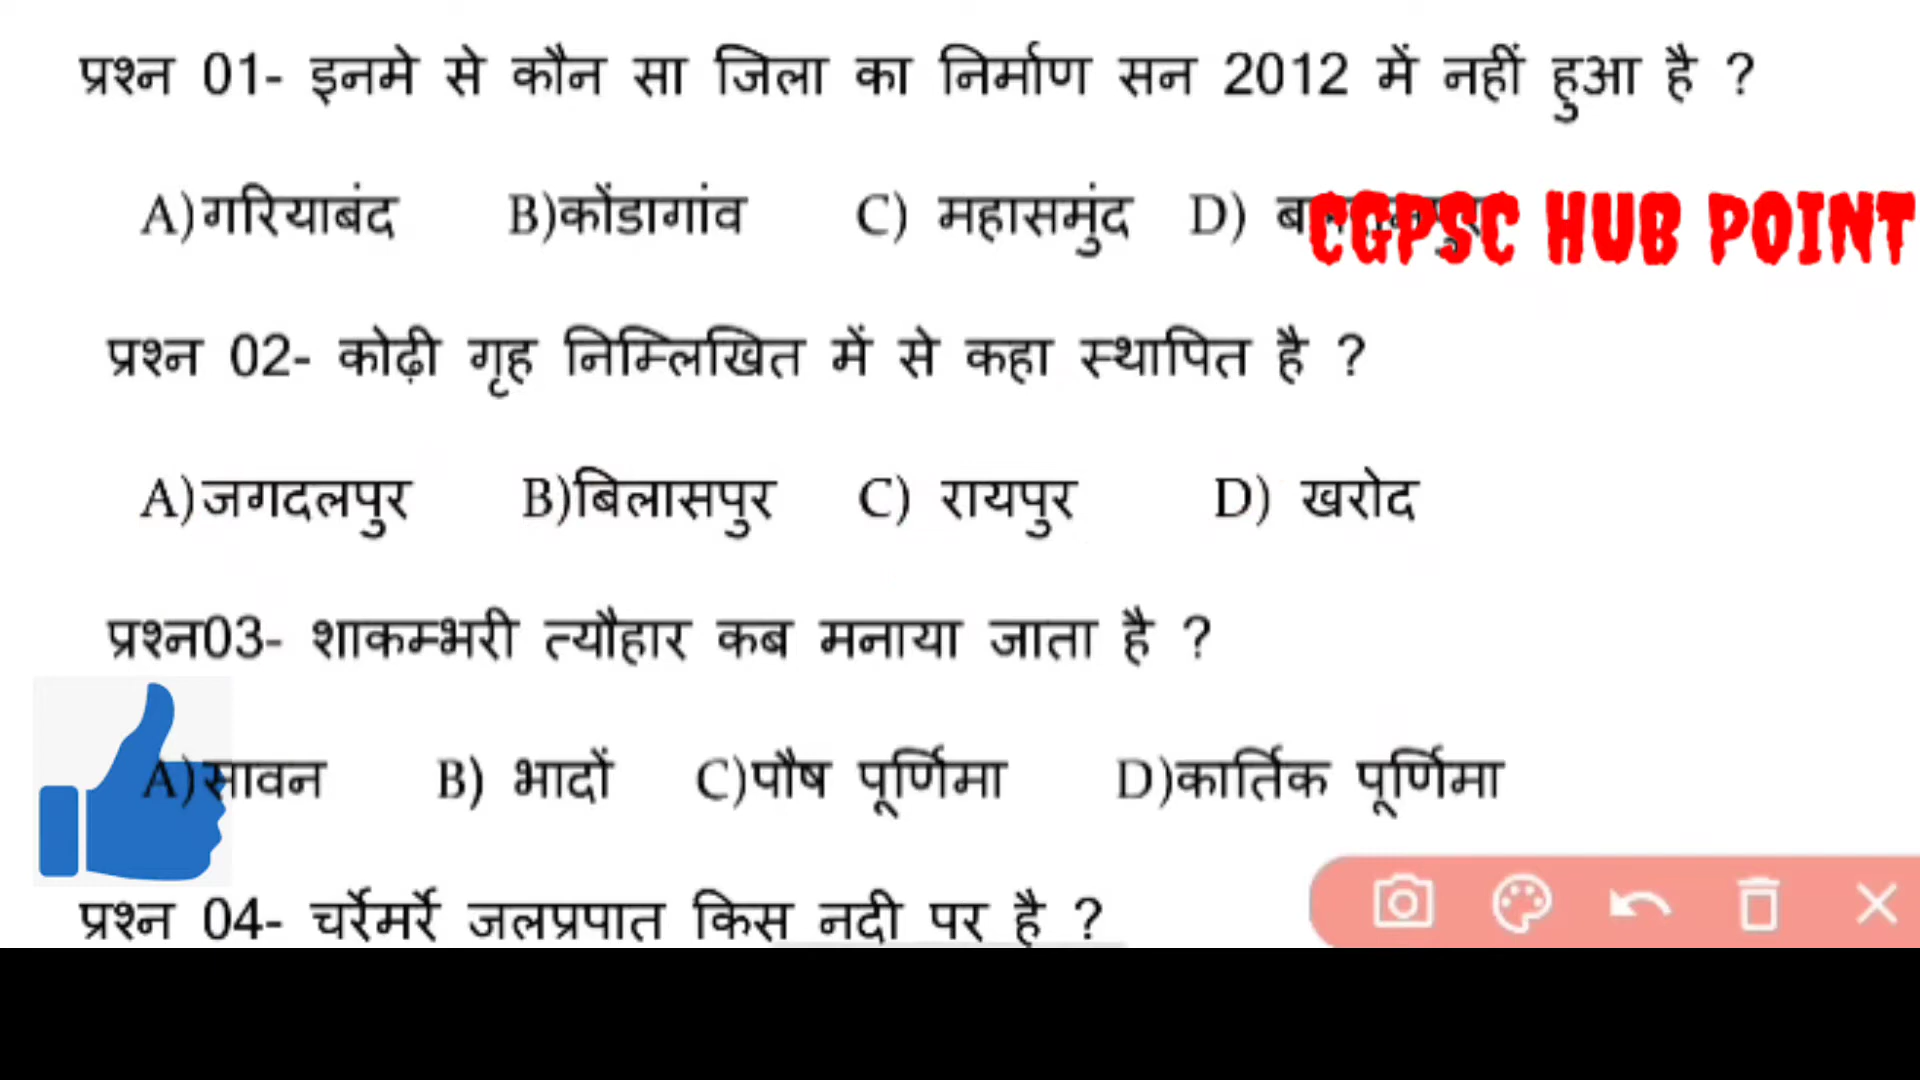 प्रश्न 01- इनमे से कौन सा जिला का निर्माण सन 2012 में नहीं हुआ है ?
A)गरियाबंद B)कोंडागांव C) महासमुंद D)
CGPSC HUB POINT
प्रश्न 02- कोढ़ी गृह निम्लिखित में से कहा स्थापित है ?
A)जगदलपुर B)बिलासपुर C) रायपुर D) खरोद
प्रश्न03- शाकम्भरी त्यौहार कब मनाया जाता है ?
A)सावन B) भादों C)पौष पूर्णिमा D)कार्तिक पूर्णिमा
प्रश्न 04- चर्रेमर्रे जलप्रपात किस नदी पर है ?